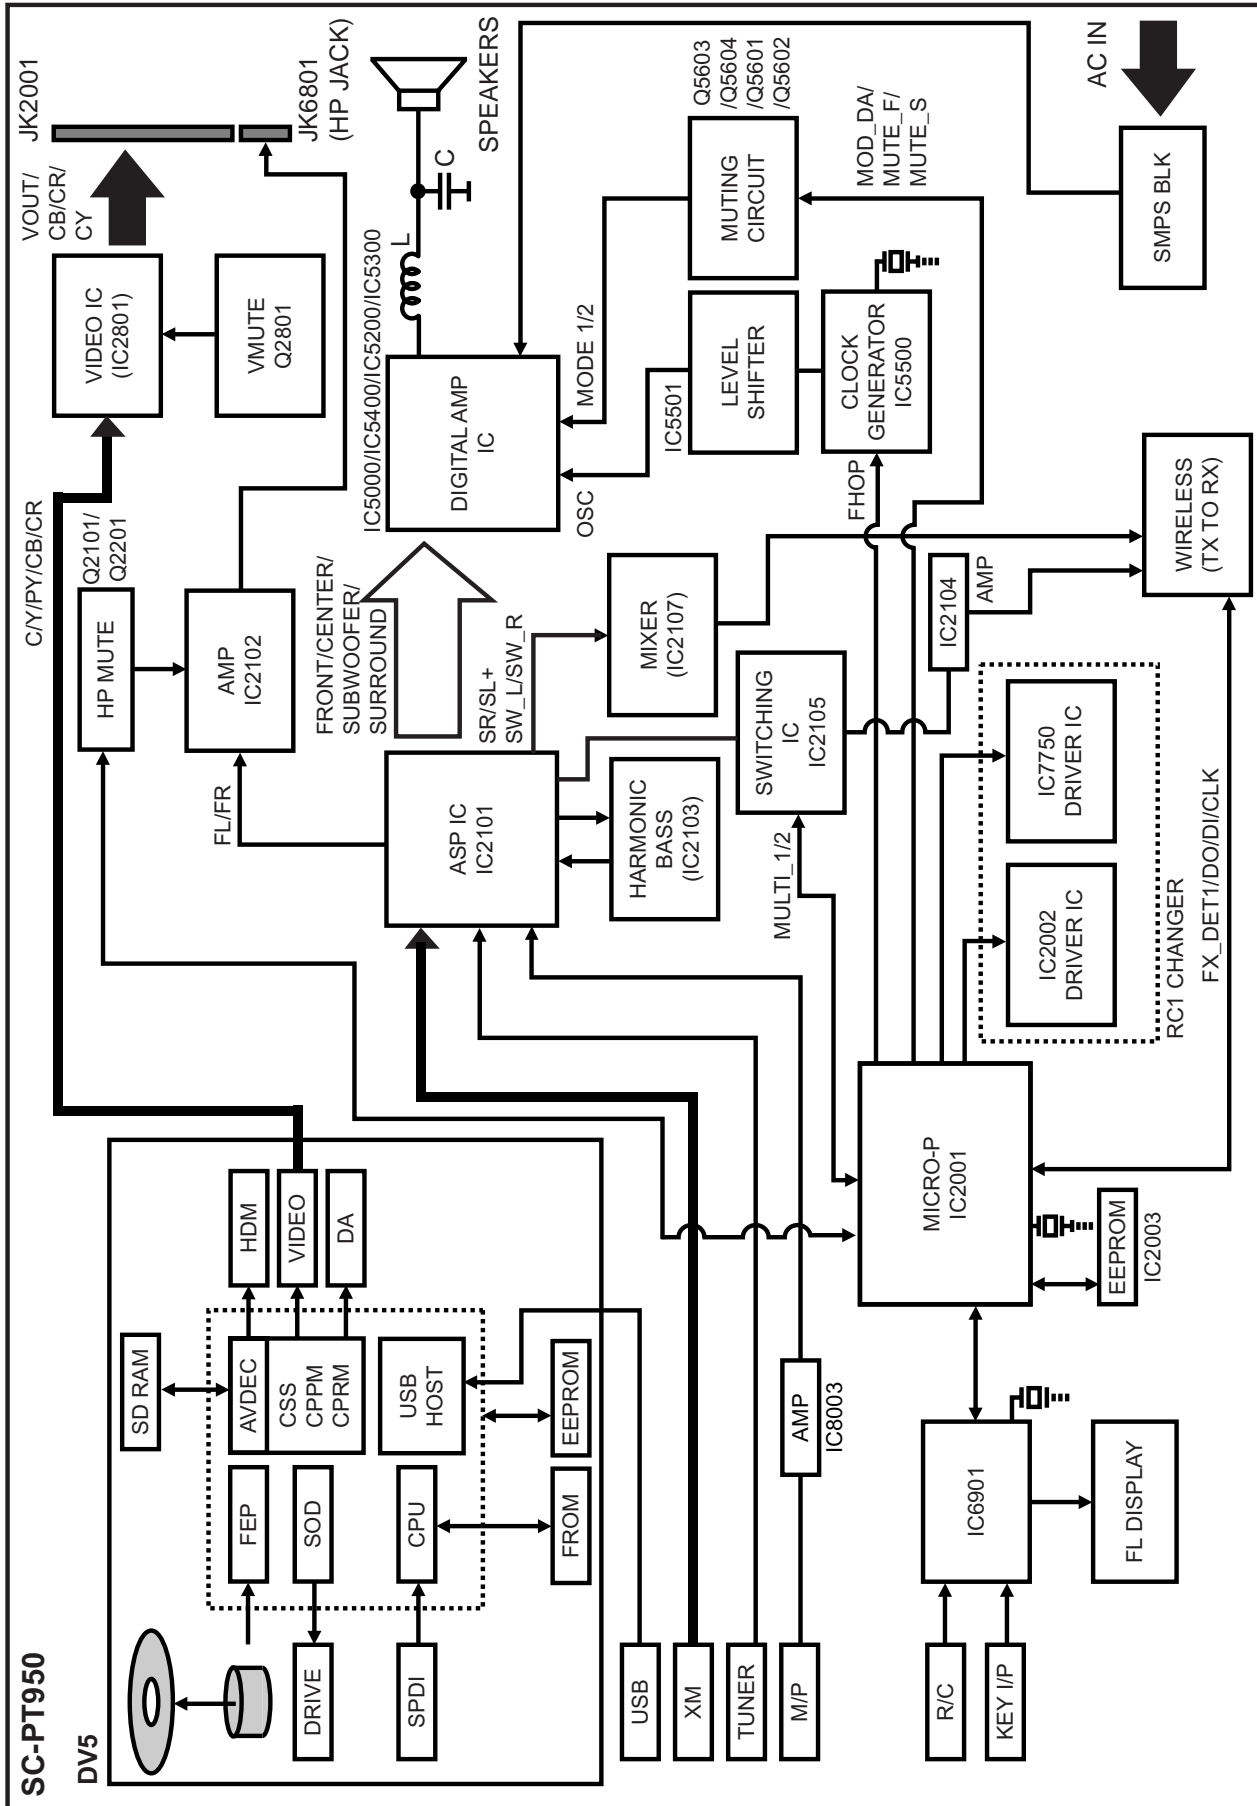 SC-PT950
DV5
SD RAM
FEP
SOD
CPU
AVDEC
CSS
CPPM
CPRM
USB
HOST
HDM
VIDEO
DA
DRIVE
SPDI
FROM
EEPROM
USB
XM
TUNER
M/P
AMP
IC8003
R/C
KEY I/P
IC6901
FL DISPLAY
MICRO-P
IC2001
EEPROM
IC2003
C/Y/PY/CB/CR
HP MUTE
Q2101/
Q2201
AMP
IC2102
FL/FR
ASP IC
IC2101
HARMONIC
BASS
(IC2103)
FRONT/CENTER/
SUBWOOFER/
SURROUND
SR/SL+
SW_L/SW_R
MIXER
(IC2107)
SWITCHING
IC
IC2105
MULTI_1/2
IC2104
AMP
IC2002
DRIVER IC
IC7750
DRIVER IC
RC1 CHANGER
FX_DET1/DO/DI/CLK
WIRELESS
(TX TO RX)
VIDEO IC
(IC2801)
VMUTE
Q2801
VOUT/
CB/CR/
CY
JK2001
JK6801
(HP JACK)
IC5000/IC5400/IC5200/IC5300
DIGITAL AMP
IC
L
C
SPEAKERS
OSC
MODE 1/2
IC5501
LEVEL
SHIFTER
MUTING
CIRCUIT
Q5603
/Q5604
/Q5601
/Q5602
FHOP
CLOCK
GENERATOR
IC5500
MOD_DA/
MUTE_F/
MUTE_S
SMPS BLK
AC IN